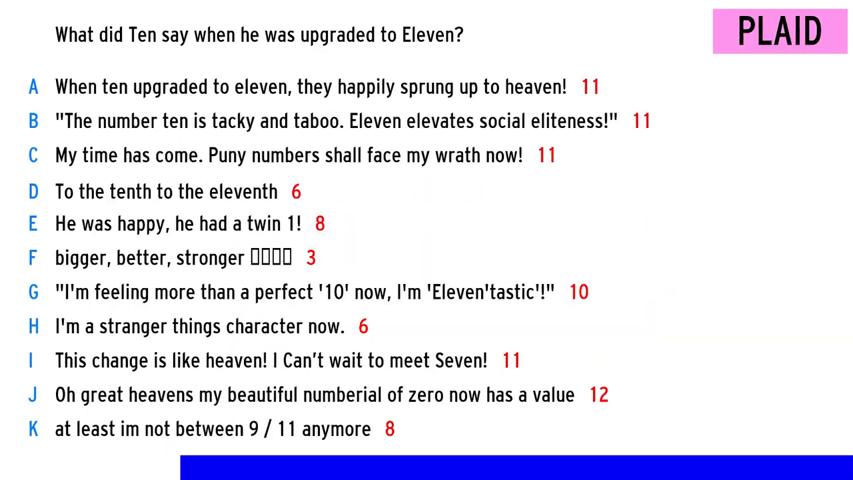 What did Ten say when he was upgraded to Eleven?
PLAID
A When ten upgraded to eleven, they happily sprung up to heaven! 11
B "The number ten is tacky and taboo. Eleven elevates social eliteness!" 11
C My time has come. Puny numbers shall face my wrath now! 11
D To the tenth to the eleventh 6
E He was happy, he had a twin 1! 8
F bigger, better, stronger ▯▯▯▯ 3
G "I'm feeling more than a perfect '10' now, I'm 'Eleven'tastic'!" 10
H I'm a stranger things character now. 6
I This change is like heaven! I Can't wait to meet Seven! 11
J Oh great heavens my beautiful numberial of zero now has a value 12
K at least im not between 9 / 11 anymore 8